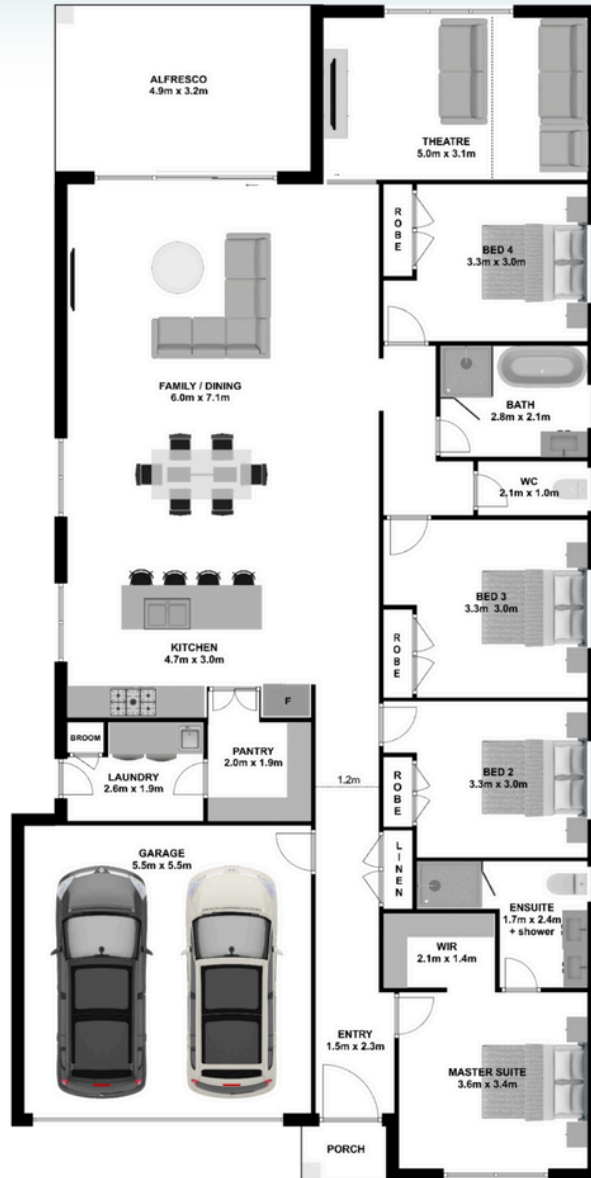 ALFRESCO
4.9m x 3.2m
THEATRE
5.0m x 3.1m
ROBE
BED 4
3.3m x 3.0m
FAMILY / DINING
6.0m x 7.1m
BATH
2.8m x 2.1m
WC
2.1m x 1.0m
BED 3
3.3m 3.0m
ROBE
KITCHEN
4.7m x 3.0m
F
BROOM
PANTRY
2.0m x 1.9m
LAUNDRY
2.6m x 1.9m
1.2m
BED 2
3.3m x 3.0m
ROBE
GARAGE
5.5m x 5.5m
LINEN
ENSUITE
1.7m x 2.4m
+ shower
WIR
2.1m x 1.4m
ENTRY
1.5m x 2.3m
MASTER SUITE
3.6m x 3.4m
PORCH